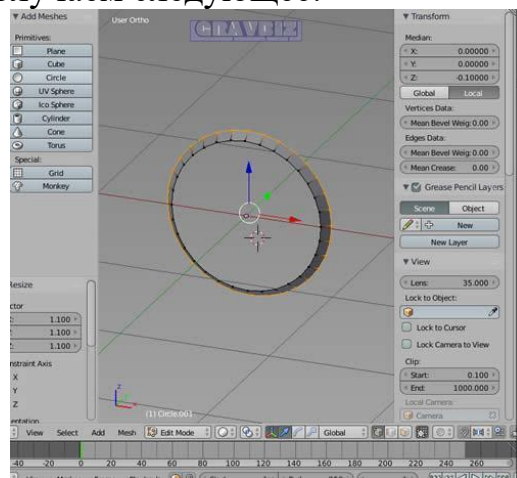 лучаем следующее:
Add Meshes
Primitives:
Plane
Cube
Circle
UV Sphere
Ico Sphere
Cylinder
Cone
Torus
Special:
Grid
Monkey
Resize
1.100
1.100
1.100
X
Y
Z
User Ortho
(1) Circle.001
Transform
Median:
X: 0.00000
Y: 0.00000
Z: -0.10000
Global Local
Vertices Data:
Mean Bevel Weig: 0.00
Edges Data:
Mean Bevel Weig: 0.00
Mean Crease: 0.00
Grease Pencil Layers
Scene Object
New
New Layer
View
Lens: 35.000
Lock to Object:
Lock to Cursor
Lock Camera to View
Clip:
Start: 0.100
End: 1000.000
Local Camera:
Camera
View Select Add Mesh Edit Mode Global
-40 -20 0 20 40 60 80 100 120 140 160 180 200 220 240 260